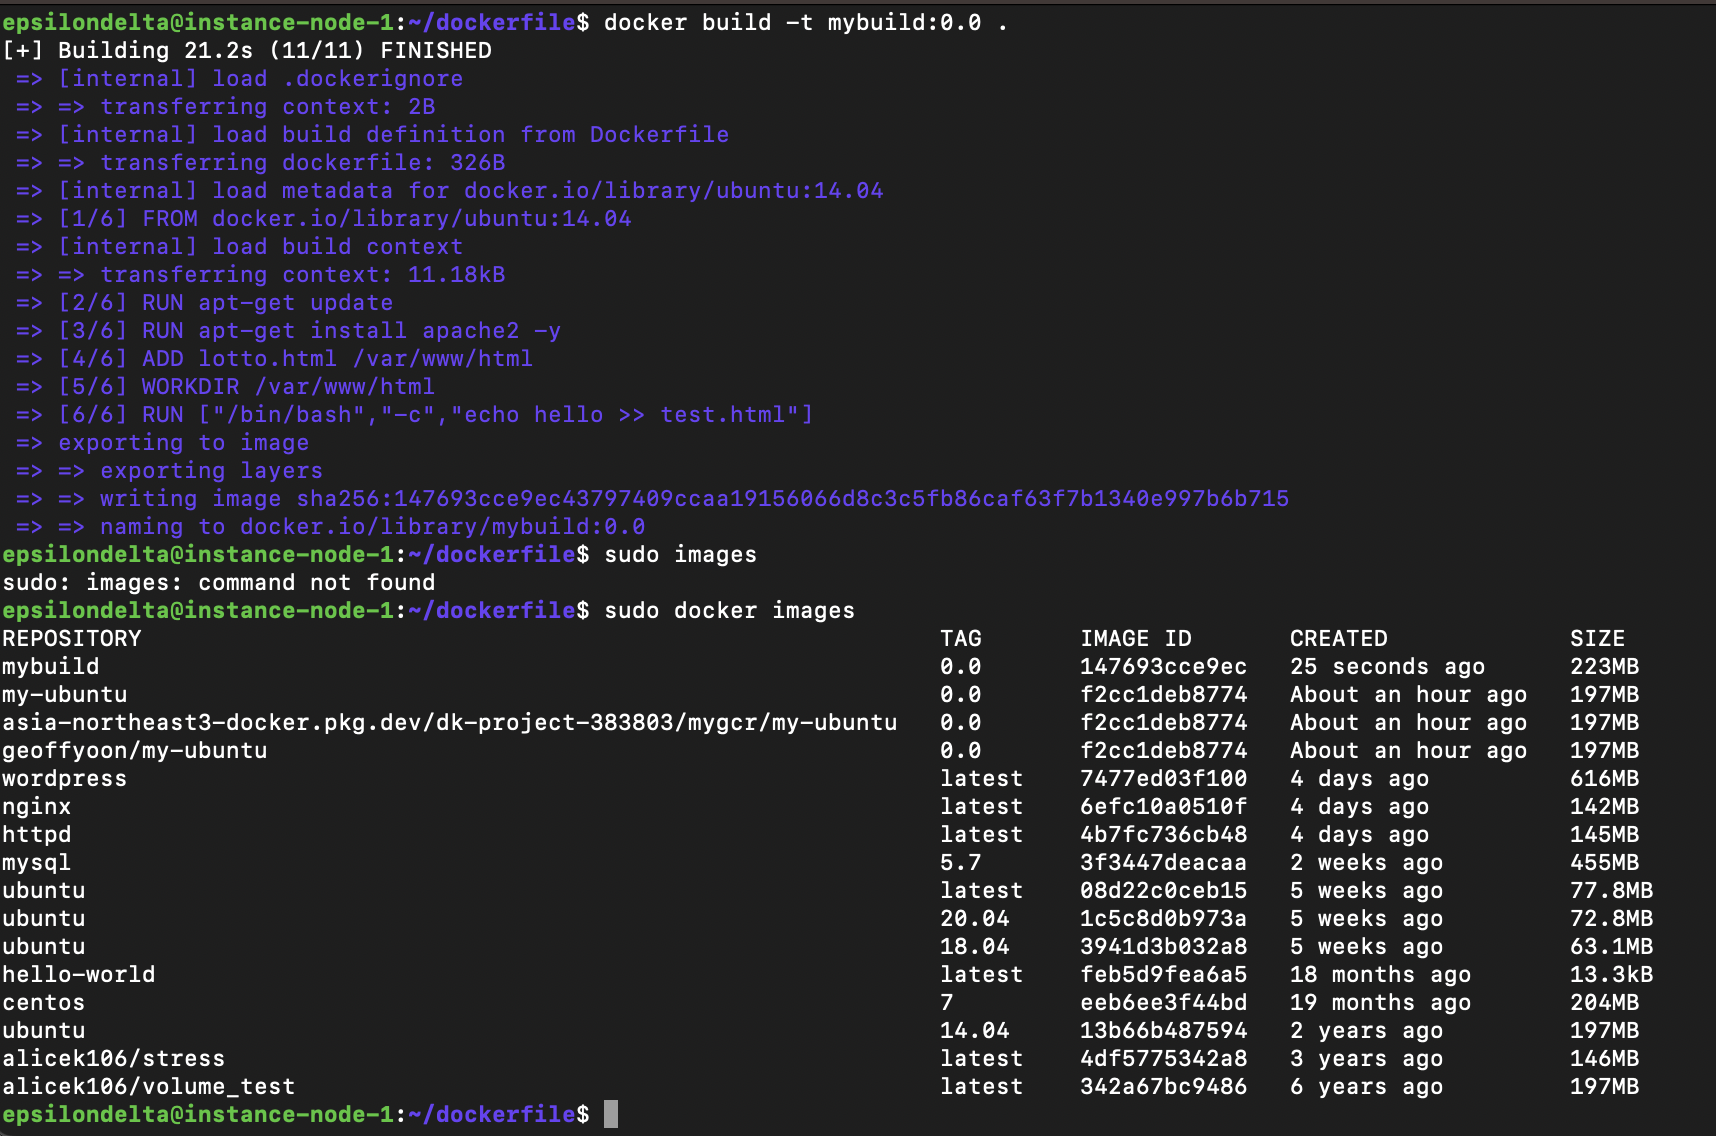 epsilondelta@instance-node-1:~/dockerfile$ docker build -t mybuild:0.0 .
[+] Building 21.2s (11/11) FINISHED
 => [internal] load .dockerignore
 => => transferring context: 2B
 => [internal] load build definition from Dockerfile
 => => transferring dockerfile: 326B
 => [internal] load metadata for docker.io/library/ubuntu:14.04
 => [1/6] FROM docker.io/library/ubuntu:14.04
 => [internal] load build context
 => => transferring context: 11.18kB
 => [2/6] RUN apt-get update
 => [3/6] RUN apt-get install apache2 -y
 => [4/6] ADD lotto.html /var/www/html
 => [5/6] WORKDIR /var/www/html
 => [6/6] RUN ["/bin/bash","-c","echo hello >> test.html"]
 => exporting to image
 => => exporting layers
 => => writing image sha256:147693cce9ec43797409ccaa19156066d8c3c5fb86caf63f7b1340e997b6b715
 => => naming to docker.io/library/mybuild:0.0
epsilondelta@instance-node-1:~/dockerfile$ sudo images
sudo: images: command not found
epsilondelta@instance-node-1:~/dockerfile$ sudo docker images
REPOSITORY TAG IMAGE ID CREATED SIZE
mybuild 0.0 147693cce9ec 25 seconds ago 223MB
my-ubuntu 0.0 f2cc1deb8774 About an hour ago 197MB
asia-northeast3-docker.pkg.dev/dk-project-383803/mygcr/my-ubuntu 0.0 f2cc1deb8774 About an hour ago 197MB
geoffyoon/my-ubuntu 0.0 f2cc1deb8774 About an hour ago 197MB
wordpress latest 7477ed03f100 4 days ago 616MB
nginx latest 6efc10a0510f 4 days ago 142MB
httpd latest 4b7fc736cb48 4 days ago 145MB
mysql 5.7 3f3447deacaa 2 weeks ago 455MB
ubuntu latest 08d22c0ceb15 5 weeks ago 77.8MB
ubuntu 20.04 1c5c8d0b973a 5 weeks ago 72.8MB
ubuntu 18.04 3941d3b032a8 5 weeks ago 63.1MB
hello-world latest feb5d9fea6a5 18 months ago 13.3kB
centos 7 eeb6ee3f44bd 19 months ago 204MB
ubuntu 14.04 13b66b487594 2 years ago 197MB
alicek106/stress latest 4df5775342a8 3 years ago 146MB
alicek106/volume_test latest 342a67bc9486 6 years ago 197MB
epsilondelta@instance-node-1:~/dockerfile$